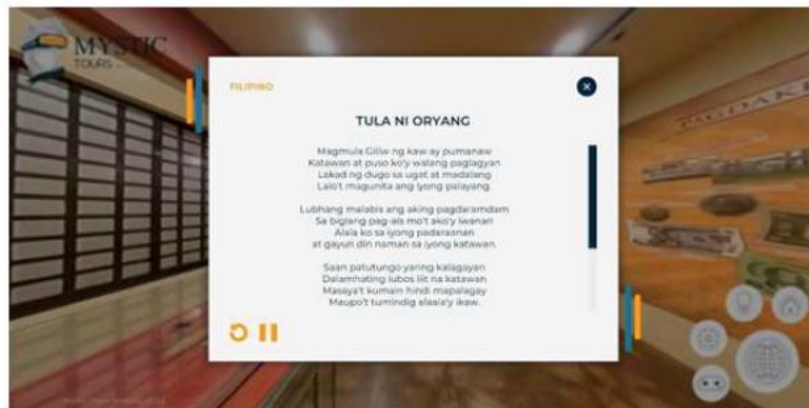 MYSTIC
TOURS
PAGDAKI
FILIPINO
TULA NI ORYANG
Magmula Giliw ng kaw ay pumanaw
Katawan at puso ko'y walang paglagyan
Lakad ng dugo sa ugat at madalang
Lalo't magunita ang iyong palayang.
Lubhang malabis ang aking pagdaramdam
Sa biglang pag-alis mo't ako'y iwanan
Alala ko sa iyong padaraanan
at gayun din naman sa iyong katawan.
Saan patutungo yaring kalagayan
Dalamhating lubos liit na katawan
Masaya't kumain hindi mapalagay
Maupo't tumindig alaala'y ikaw.